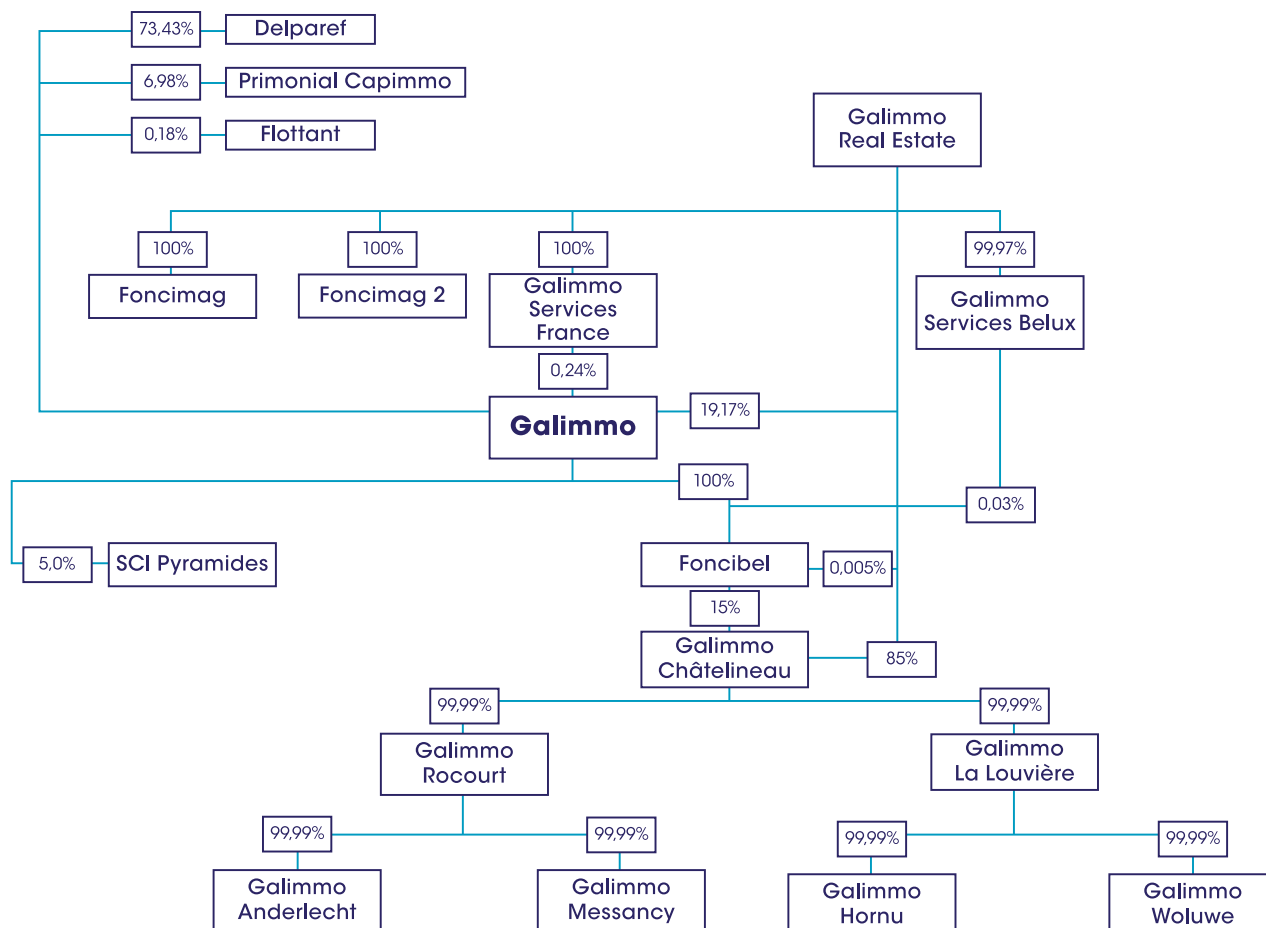 73,43%
Delparef
6,98%
Primonial Capimmo
0,18%
Flottant
Galimmo
Real Estate
100%
100%
100%
99,97%
Foncimag
Foncimag 2
Galimmo
Services
France
Galimmo
Services Belux
0,24%
Galimmo
19,17%
100%
0,03%
5,0%
SCI Pyramides
Foncibel
0,005%
15%
Galimmo
Châtelineau
85%
99,99%
99,99%
Galimmo
Rocourt
Galimmo
La Louvière
99,99%
99,99%
99,99%
99,99%
Galimmo
Anderlecht
Galimmo
Messancy
Galimmo
Hornu
Galimmo
Woluwe